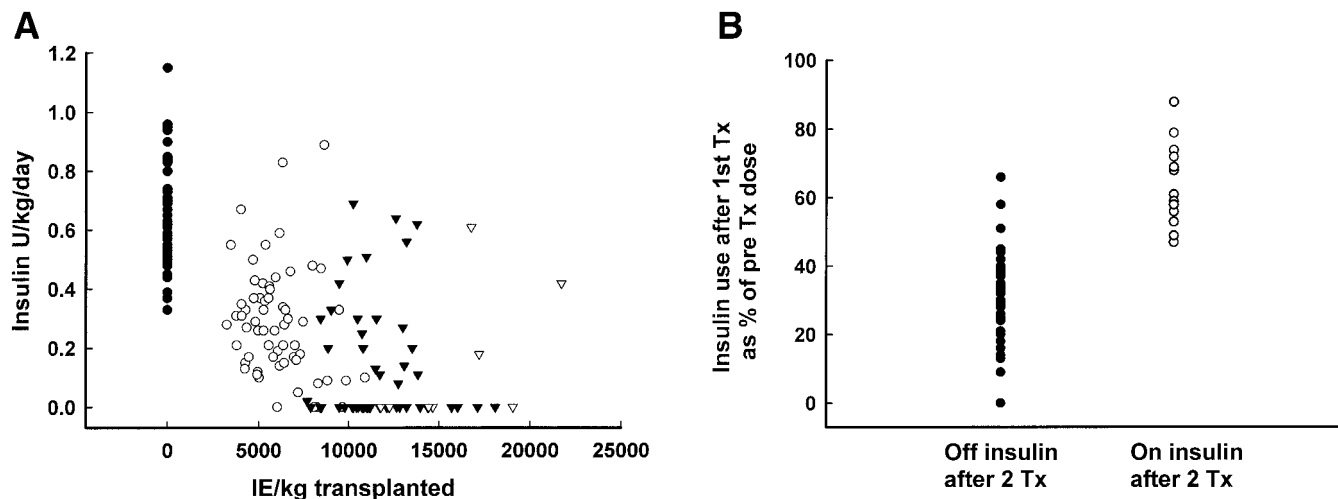 A
Insulin U/kg/day
1.2
1.0
0.8
0.6
0.4
0.2
0.0
0 5000 10000 15000 20000 25000
IE/kg transplanted
B
Insulin use after 1st Tx
as % of pre Tx dose
100
80
60
40
20
0
Off insulin
after 2 Tx
On insulin
after 2 Tx